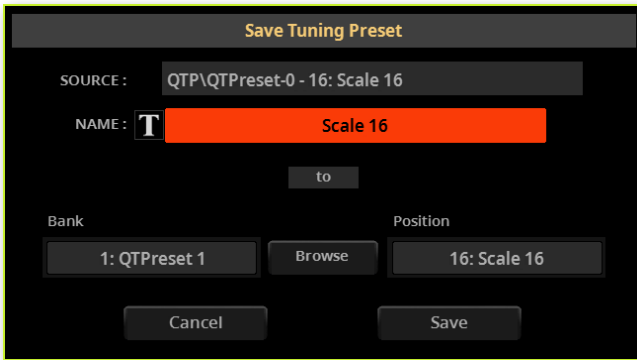 Save Tuning Preset
SOURCE : QTP\QTPreset-0 - 16: Scale 16
NAME : T Scale 16
to
Bank Position
1: QTPreset 1 Browse 16: Scale 16
Cancel Save